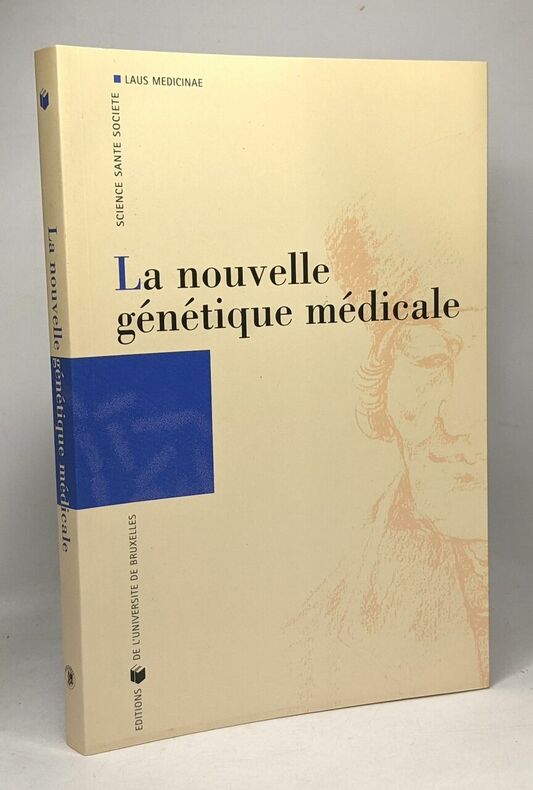 LAUS MEDICINAE
SCIENCE SANTE SOCIETE
La nouvelle
génétique médicale
EDITIONS DE L'UNIVERSITE DE BRUXELLES
La nouvelle génétique médicale